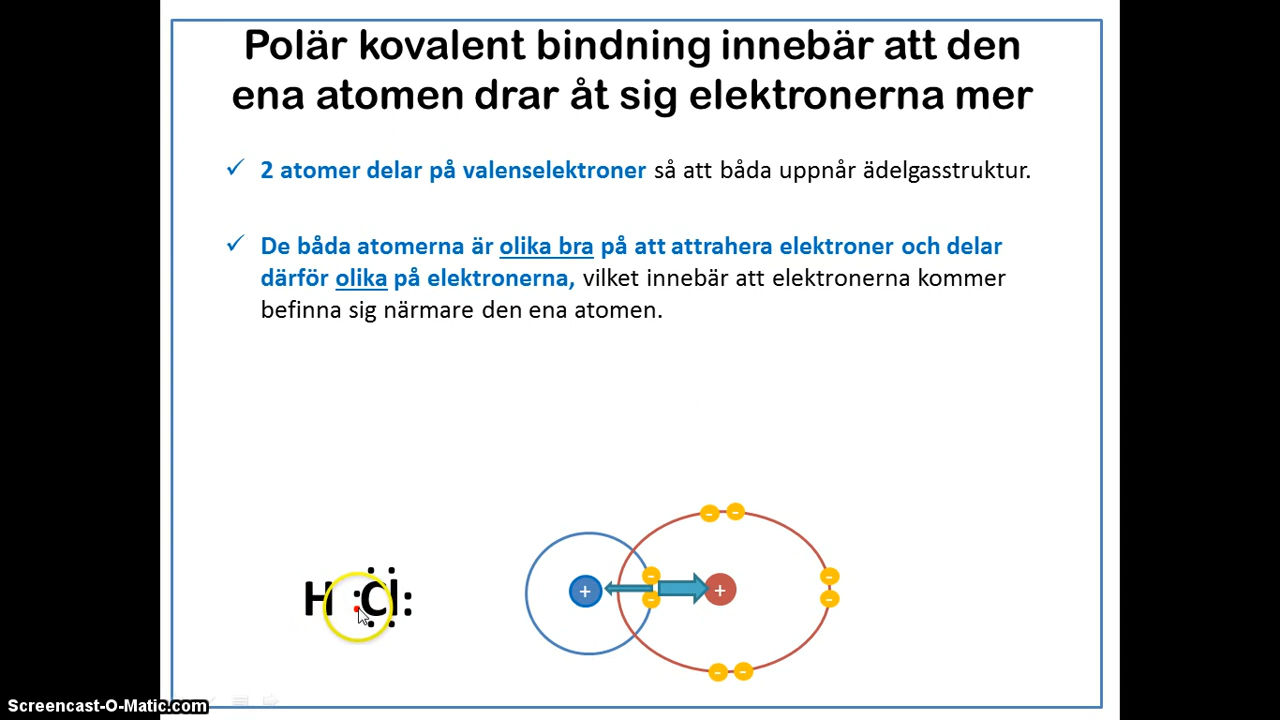 Polär kovalent bindning innebär att den
ena atomen drar åt sig elektronerna mer
✓ 2 atomer delar på valenselektroner så att båda uppnår ädelgasstruktur.
✓ De båda atomerna är olika bra på att attrahera elektroner och delar
därför olika på elektronerna, vilket innebär att elektronerna kommer
befinna sig närmare den ena atomen.
H :Cl:
+ - - + - - - - - -
Screencast-O-Matic.com